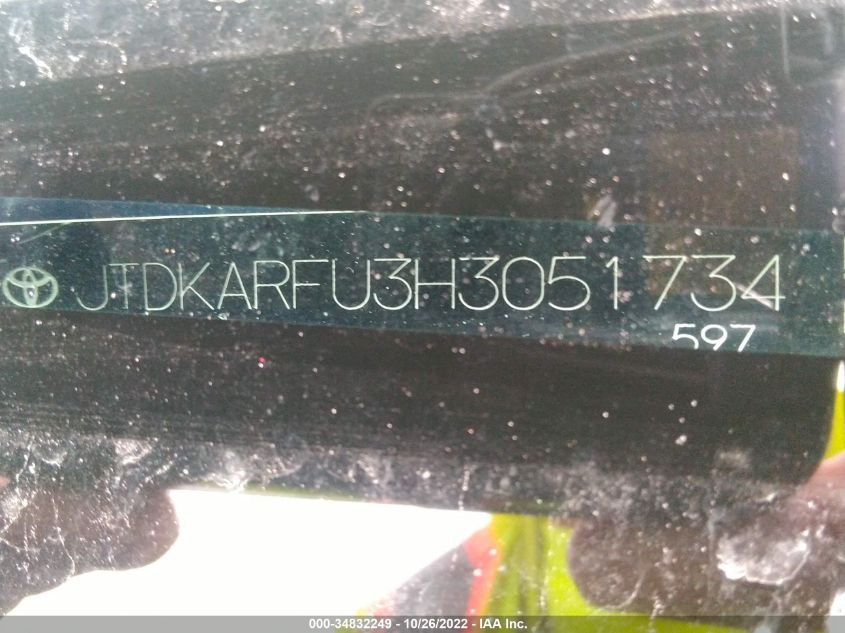 JTDKARFU3H3051734
597
000-34832249 - 10/26/2022 - IAA Inc.